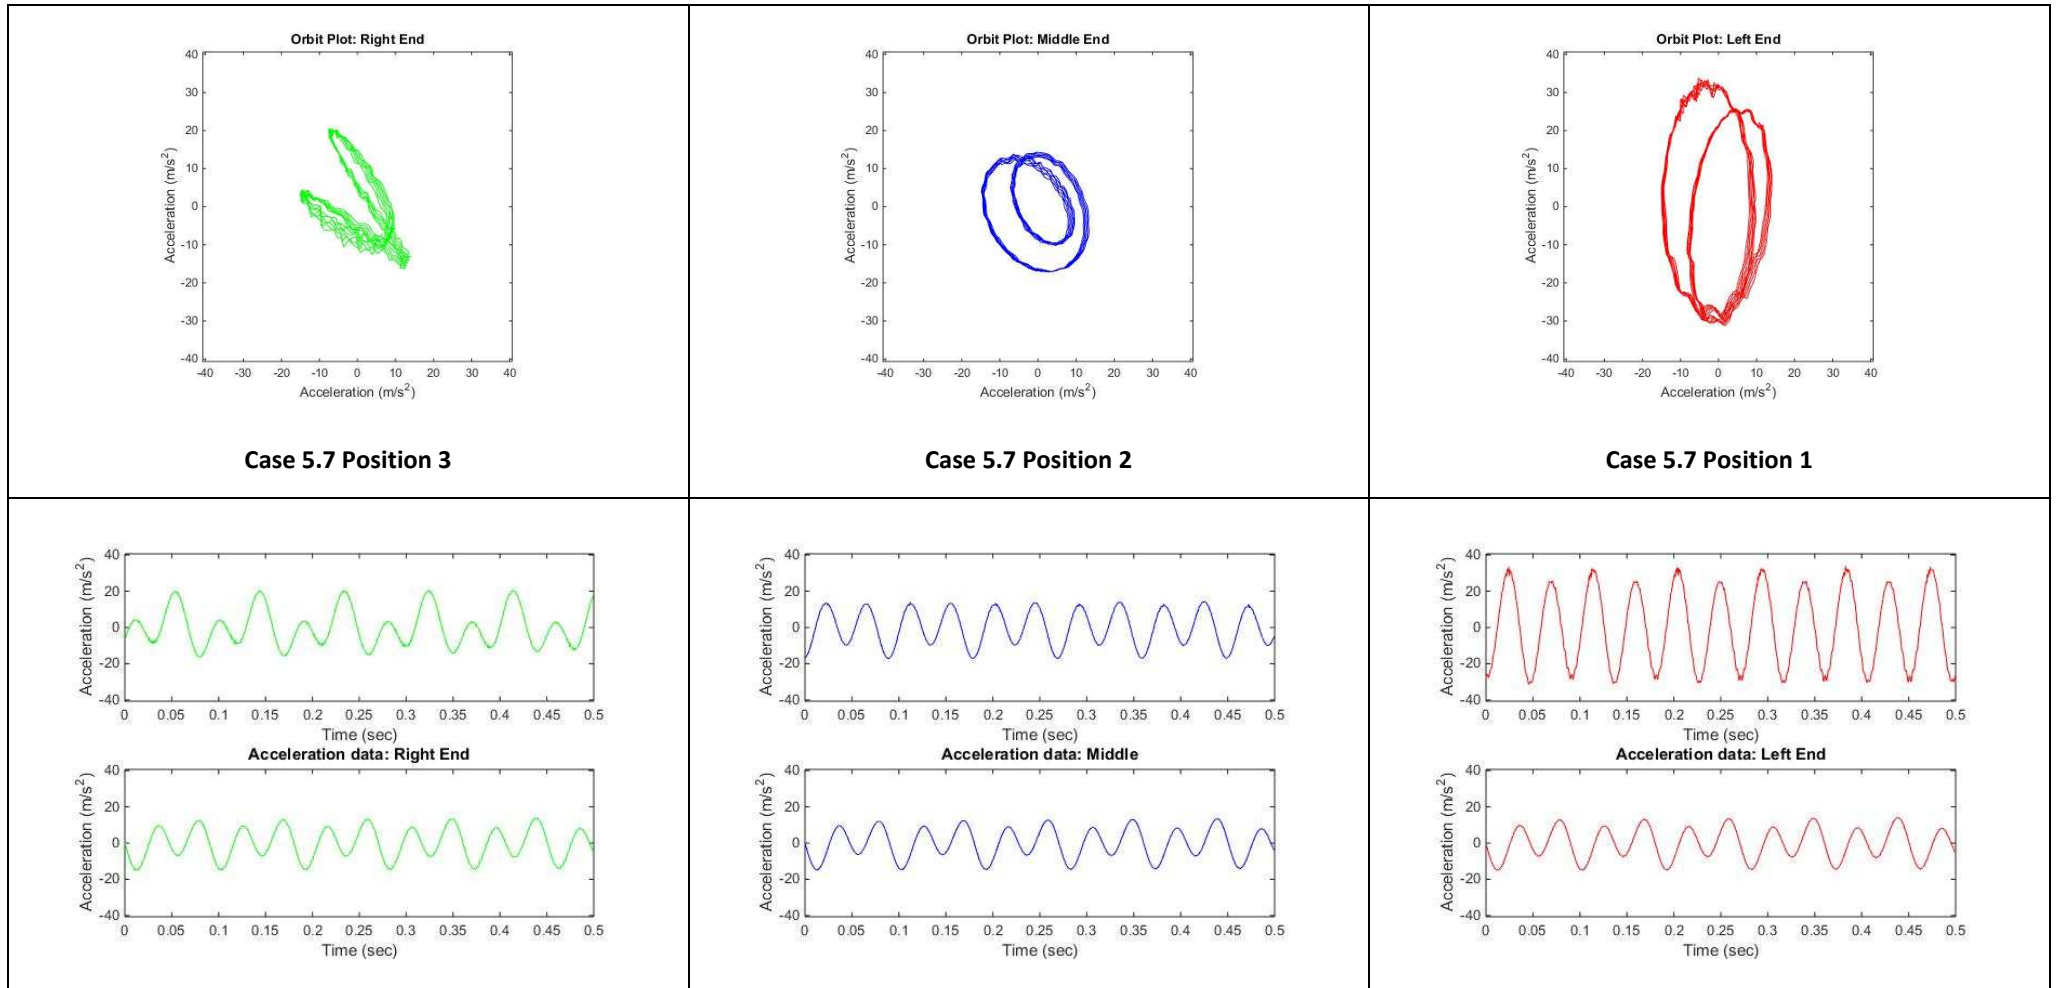 Orbit Plot: Right End
40
30
20
10
0
-10
-20
-30
-40
Acceleration (m/s²)
-40 -30 -20 -10 0 10 20 30 40
Acceleration (m/s²)
Case 5.7 Position 3
Orbit Plot: Middle End
40
30
20
10
0
-10
-20
-30
-40
Acceleration (m/s²)
-40 -30 -20 -10 0 10 20 30 40
Acceleration (m/s²)
Case 5.7 Position 2
Orbit Plot: Left End
40
30
20
10
0
-10
-20
-30
-40
Acceleration (m/s²)
-40 -30 -20 -10 0 10 20 30 40
Acceleration (m/s²)
Case 5.7 Position 1
40
20
0
-20
-40
Acceleration (m/s²)
0 0.05 0.1 0.15 0.2 0.25 0.3 0.35 0.4 0.45 0.5
Time (sec)
Acceleration data: Right End
40
20
0
-20
-40
Acceleration (m/s²)
0 0.05 0.1 0.15 0.2 0.25 0.3 0.35 0.4 0.45 0.5
Time (sec)
40
20
0
-20
-40
Acceleration (m/s²)
0 0.05 0.1 0.15 0.2 0.25 0.3 0.35 0.4 0.45 0.5
Time (sec)
Acceleration data: Middle
40
20
0
-20
-40
Acceleration (m/s²)
0 0.05 0.1 0.15 0.2 0.25 0.3 0.35 0.4 0.45 0.5
Time (sec)
40
20
0
-20
-40
Acceleration (m/s²)
0 0.05 0.1 0.15 0.2 0.25 0.3 0.35 0.4 0.45 0.5
Time (sec)
Acceleration data: Left End
40
20
0
-20
-40
Acceleration (m/s²)
0 0.05 0.1 0.15 0.2 0.25 0.3 0.35 0.4 0.45 0.5
Time (sec)